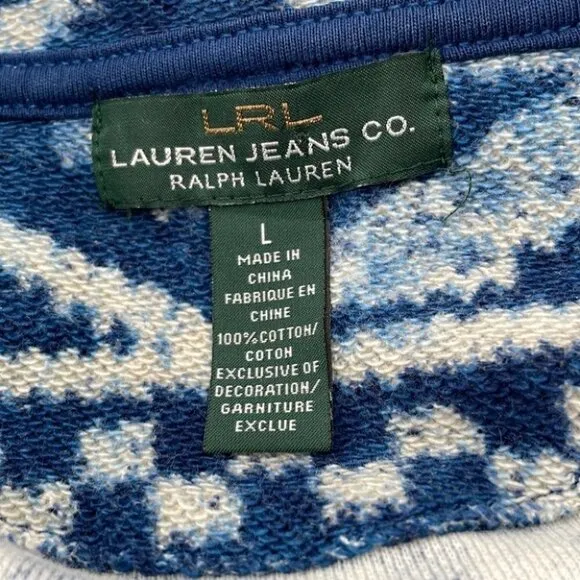 LRL
LAUREN JEANS CO.
RALPH LAUREN
L
MADE IN
CHINA
FABRIQUE EN
CHINE
100%COTTON/
COTON
EXCLUSIVE OF
DECORATION/
GARNITURE
EXCLUE